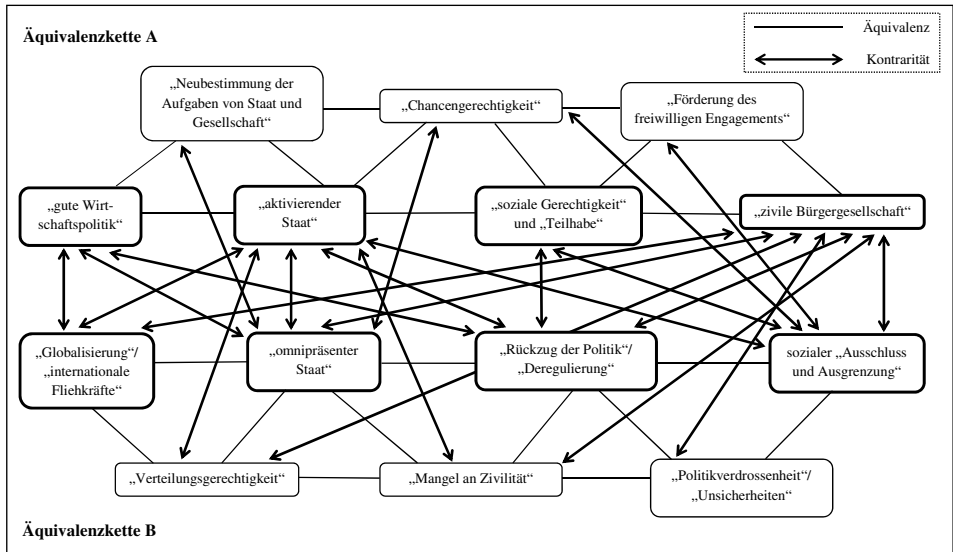 Äquivalenzkette A
Äquivalenz
Kontrarität
„Neubestimmung der
Aufgaben von Staat und
Gesellschaft“
„Chancengerechtigkeit“
„Förderung des
freiwilligen Engagements“
„gute Wirt-
schaftspolitik“
„aktivierender
Staat“
„soziale Gerechtigkeit“
und „Teilhabe“
„zivile Bürgergesellschaft“
„Globalisierung“/
„internationale
Fliehkräfte“
„omnipräsenter
Staat“
„Rückzug der Politik“/
„Deregulierung“
sozialer „Ausschluss
und Ausgrenzung“
„Verteilungsgerechtigkeit“
„Mangel an Zivilität“
„Politikverdrossenheit“/
„Unsicherheiten“
Äquivalenzkette B